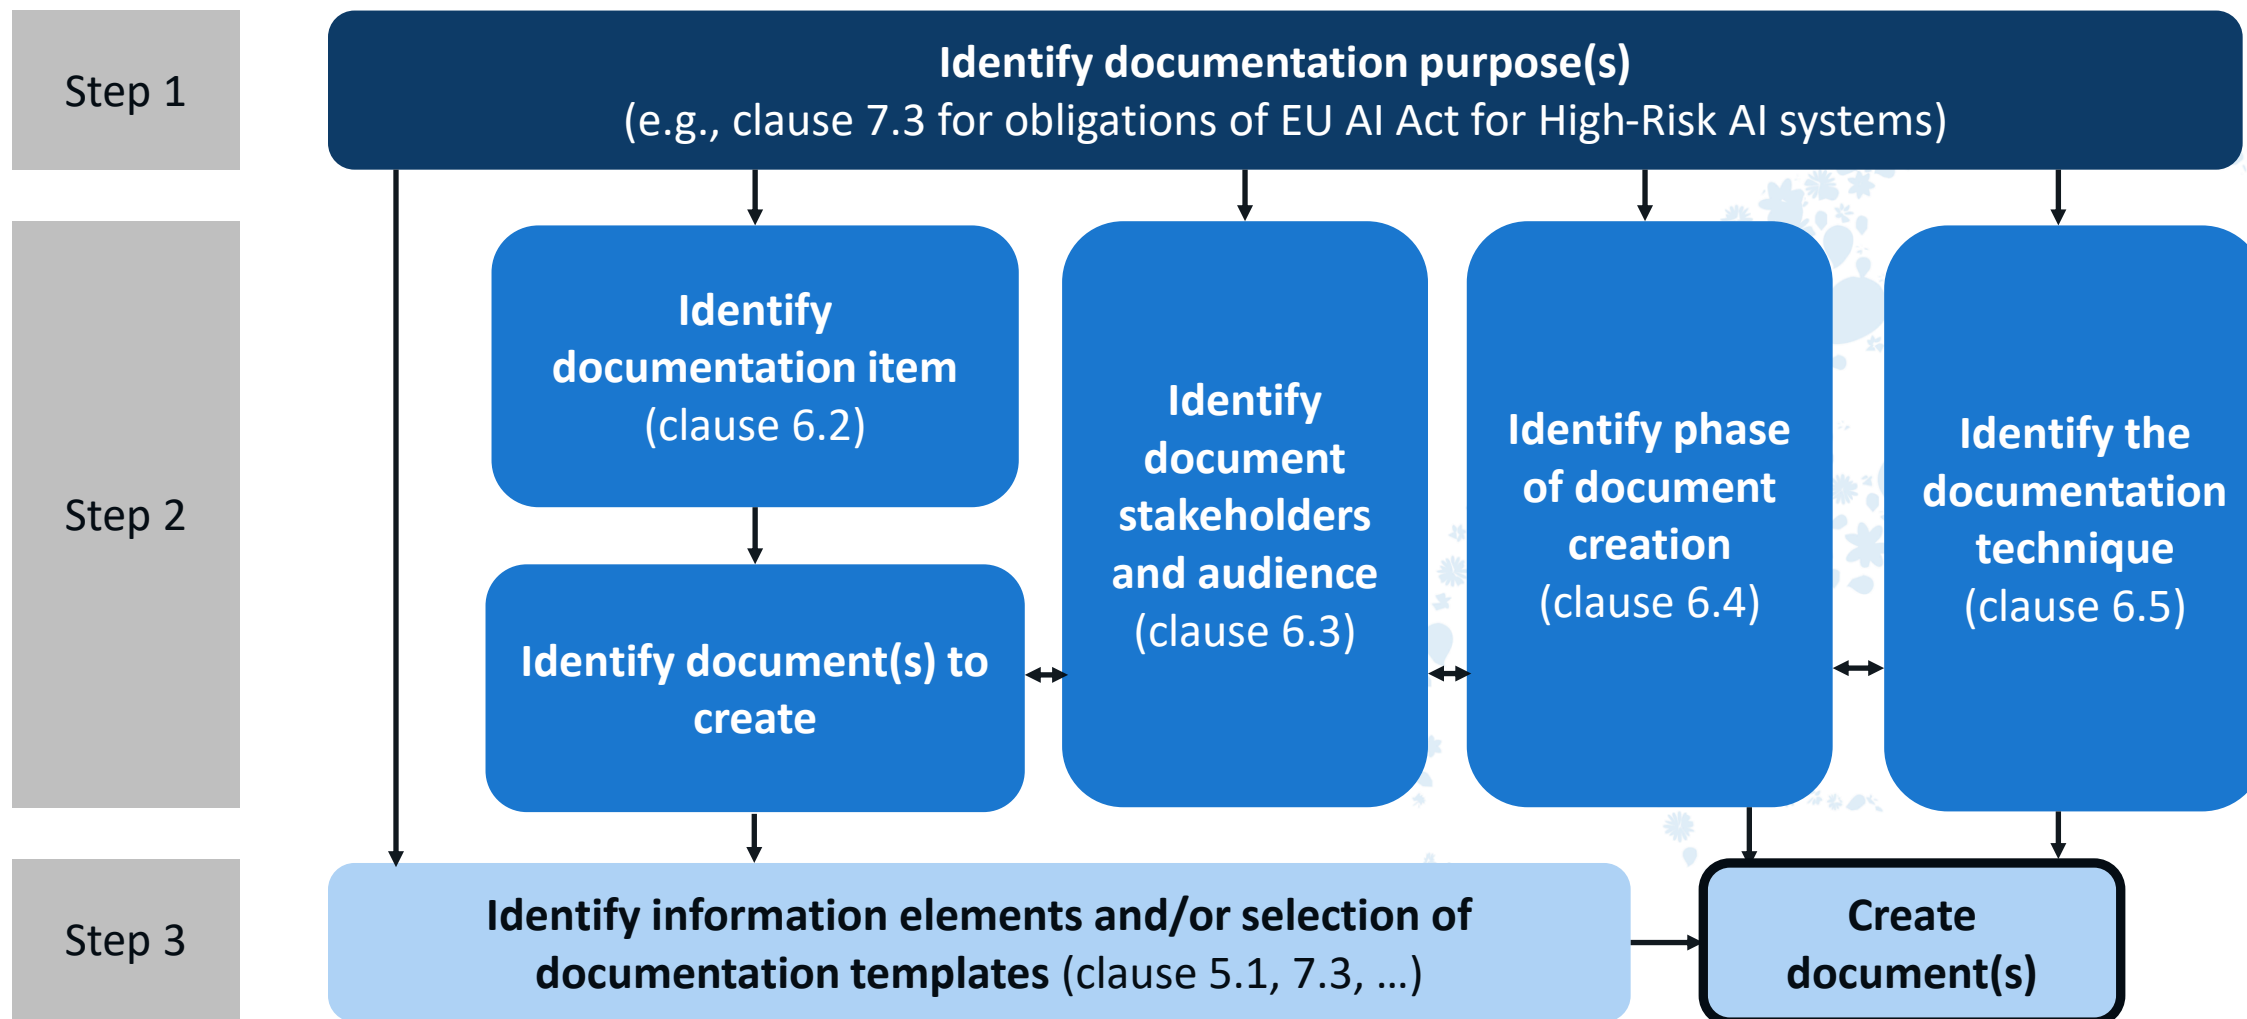 Step 1
Identify documentation purpose(s)
(e.g., clause 7.3 for obligations of EU AI Act for High-Risk AI systems)
Step 2
Identify
documentation item
(clause 6.2)
Identify document(s) to
create
Identify
document
stakeholders
and audience
(clause 6.3)
Identify phase
of document
creation
(clause 6.4)
Identify the
documentation
technique
(clause 6.5)
Step 3
Identify information elements and/or selection of
documentation templates (clause 5.1, 7.3, …)
Create
document(s)